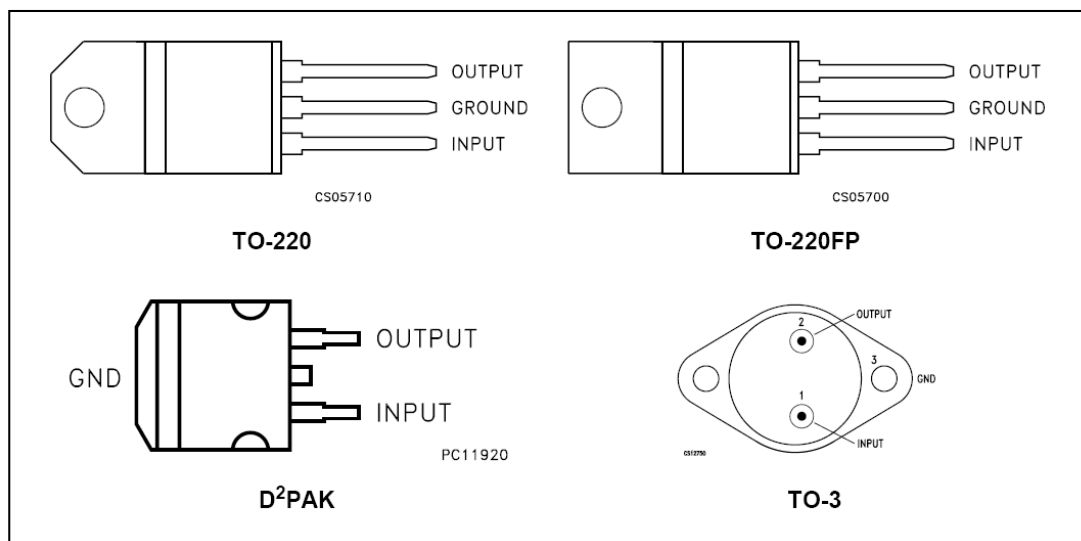 OUTPUT
GROUND
INPUT
CS05710
TO-220
OUTPUT
GROUND
INPUT
CS05700
TO-220FP
GND
OUTPUT
INPUT
PC11920
D²PAK
2
OUTPUT
3
GND
1
INPUT
CS12750
TO-3